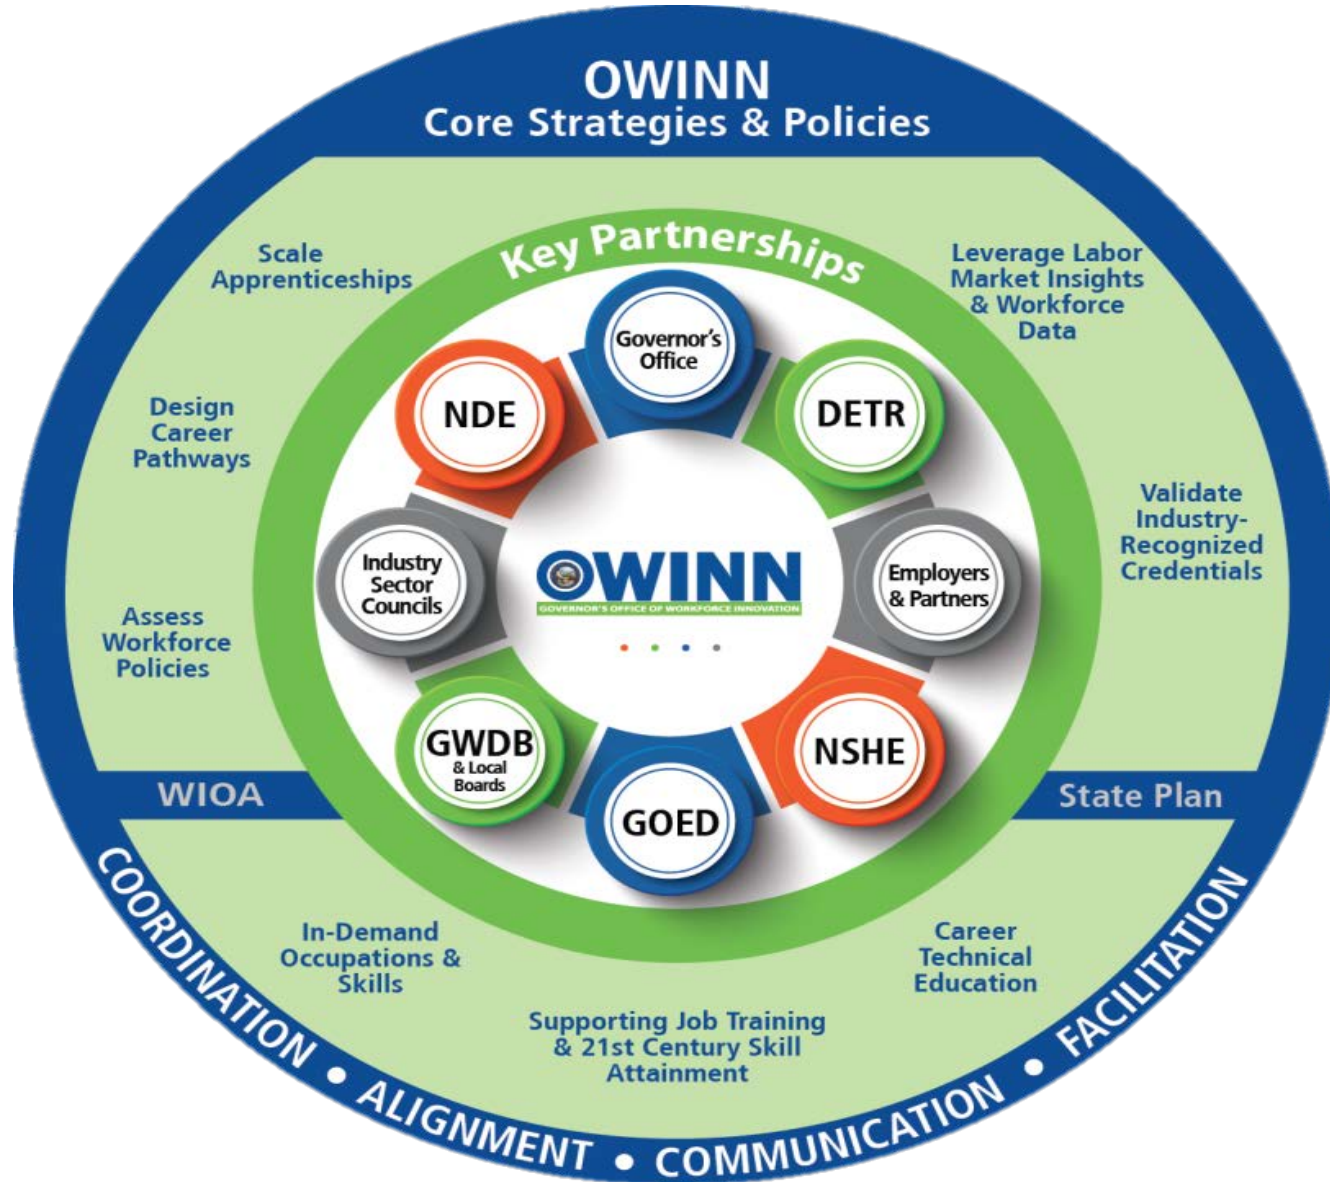 OWINN
Core Strategies & Policies
Key Partnerships
Scale
Apprenticeships
Leverage Labor
Market Insights
& Workforce
Data
Design
Career
Pathways
Validate
Industry-
Recognized
Credentials
Assess
Workforce
Policies
Governor's
Office
DETR
Employers
& Partners
NSHE
GOED
GWDB
& Local
Boards
Industry
Sector
Councils
NDE
OWINN
GOVERNOR'S OFFICE OF WORKFORCE INNOVATION
WIOA
State Plan
In-Demand
Occupations &
Skills
Supporting Job Training
& 21st Century Skill
Attainment
Career
Technical
Education
COORDINATION • ALIGNMENT • COMMUNICATION • FACILITATION